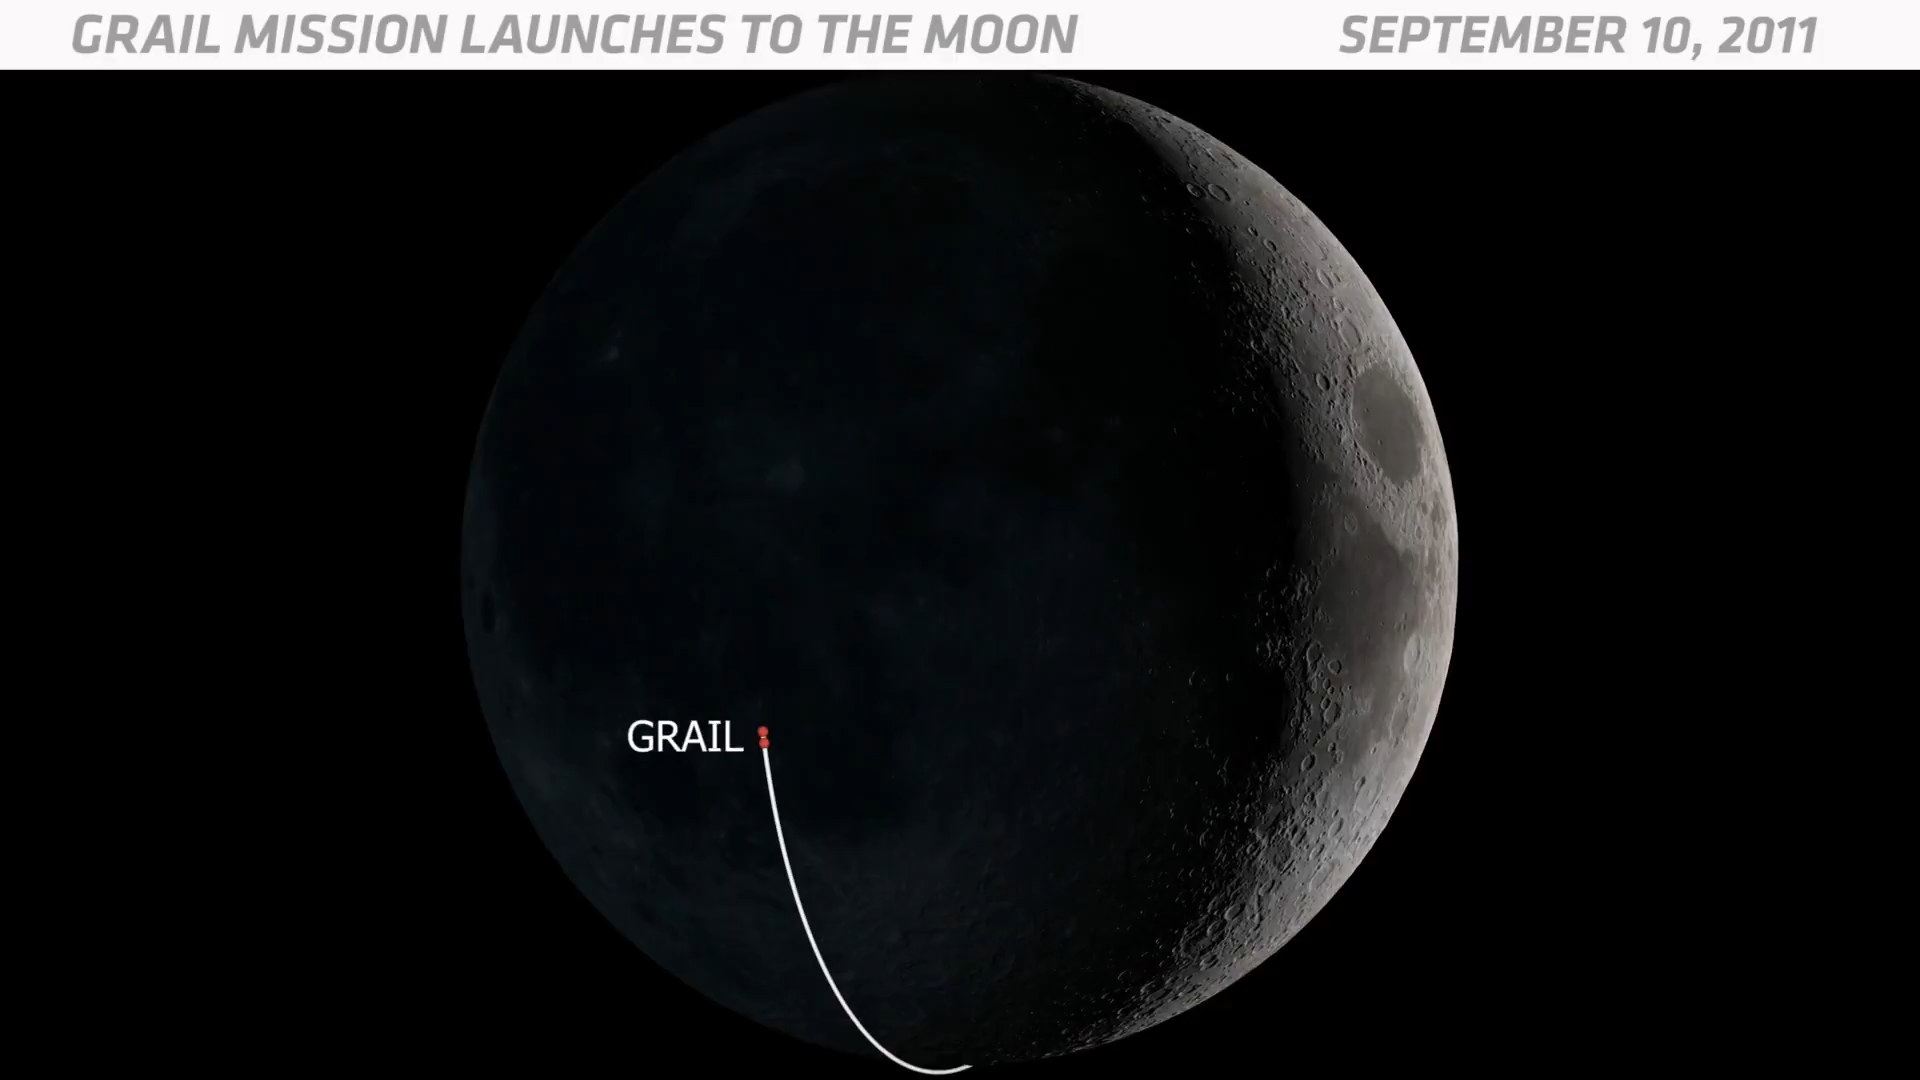 GRAIL MISSION LAUNCHES TO THE MOON SEPTEMBER 10, 2011
GRAIL